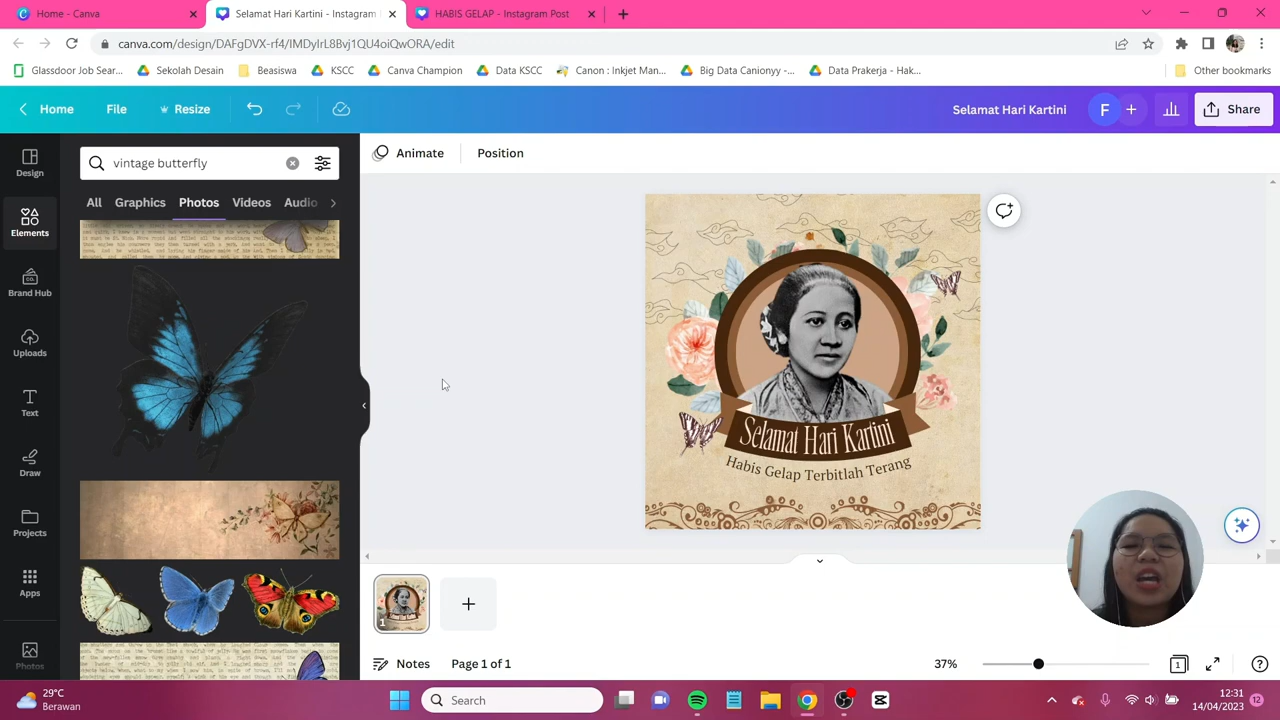 Home - Canva
Selamat Hari Kartini - Instagram
HABIS GELAP - Instagram Post
canva.com/design/DAFgDVX-rf4/IMDyIrL8Bvj1QU4oiQwORA/edit
Glassdoor Job Sear...
Sekolah Desain
Beasiswa
KSCC
Canva Champion
Data KSCC
Canon : Inkjet Man...
Big Data Canionyy -...
Data Prakerja - Hak...
Other bookmarks
Home
File
Resize
Selamat Hari Kartini
F
Share
Design
Elements
Brand Hub
Uploads
Text
Draw
Projects
Apps
Photos
vintage butterfly
All
Graphics
Photos
Videos
Audio
Animate
Position
Selamat Hari Kartini
Habis Gelap Terbitlah Terang
1
Notes
Page 1 of 1
37%
1
29°C
Berawan
Search
12:31
14/04/2023
12